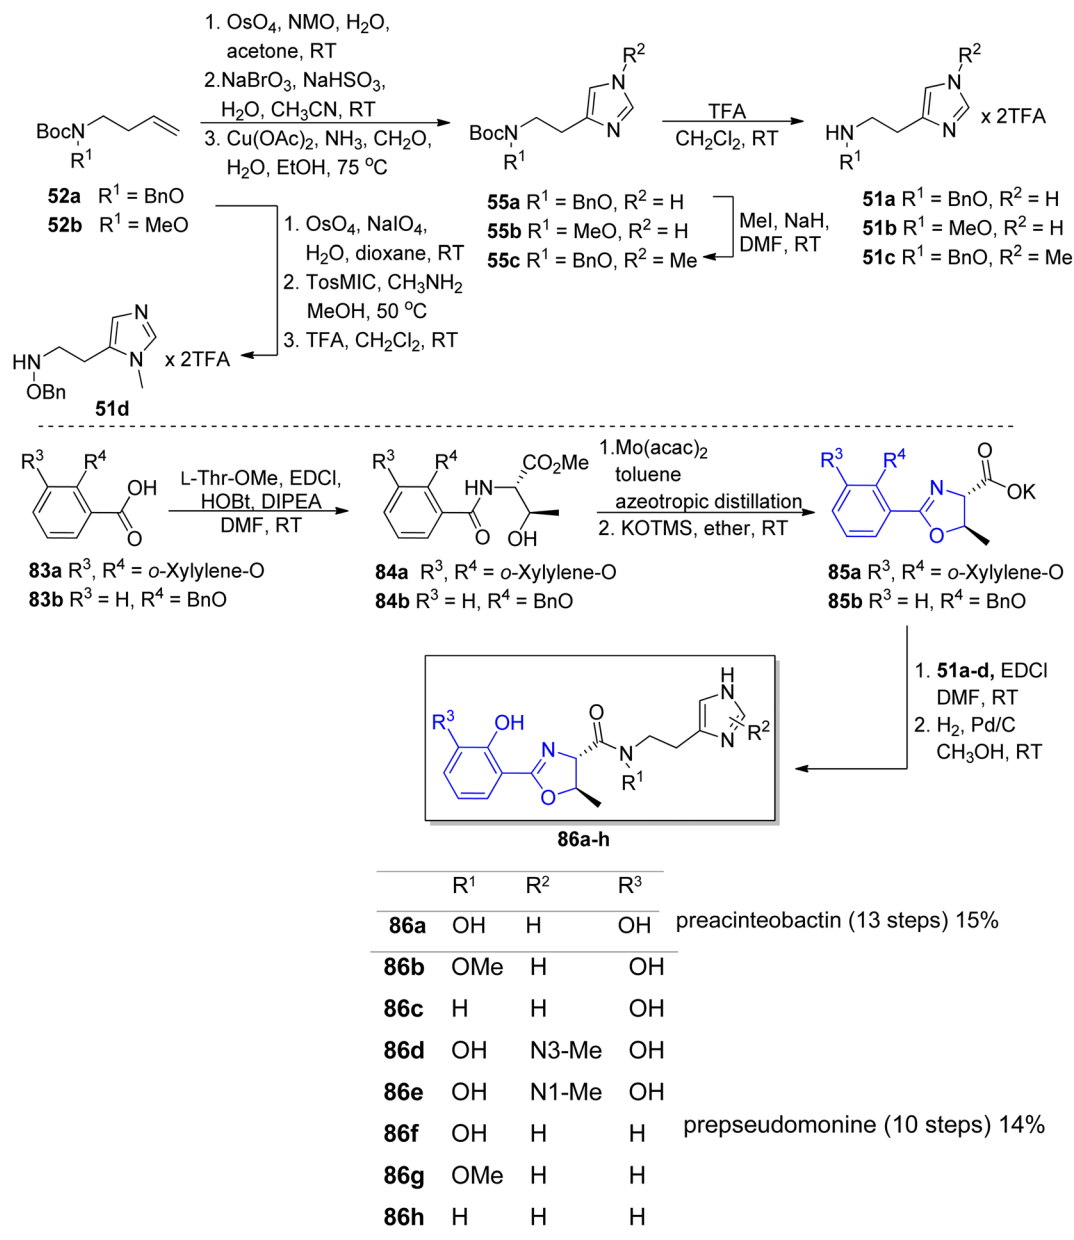 1. OsO4, NMO, H2O,
acetone, RT
2.NaBrO3, NaHSO3,
H2O, CH3CN, RT
3. Cu(OAc)2, NH3, CH2O,
H2O, EtOH, 75 °C
BocN
R1
52a R1 = BnO
52b R1 = MeO
R2
N
N
BocN
R1
55a R1 = BnO, R2 = H
55b R1 = MeO, R2 = H
55c R1 = BnO, R2 = Me
TFA
CH2Cl2, RT
MeI, NaH,
DMF, RT
R2
N
N
x 2TFA
HN
R1
51a R1 = BnO, R2 = H
51b R1 = MeO, R2 = H
51c R1 = BnO, R2 = Me
1. OsO4, NaIO4,
H2O, dioxane, RT
2. TosMIC, CH3NH2
MeOH, 50 °C
3. TFA, CH2Cl2, RT
N
N
HN
OBn
x 2TFA
51d
R3
R4
OH
O
83a R3, R4 = o-Xylylene-O
83b R3 = H, R4 = BnO
L-Thr-OMe, EDCI,
HOBt, DIPEA
DMF, RT
R3
R4
HN
CO2Me
O
OH
84a R3, R4 = o-Xylylene-O
84b R3 = H, R4 = BnO
1.Mo(acac)2
toluene
azeotropic distillation
2. KOTMS, ether, RT
R3
R4
N
O
O
OK
85a R3, R4 = o-Xylylene-O
85b R3 = H, R4 = BnO
1. 51a-d, EDCI
DMF, RT
2. H2, Pd/C
CH3OH, RT
R3
OH
N
O
O
N
R1
H
N
N
R2
86a-h
R1 R2 R3
86a OH H OH preacinteobactin (13 steps) 15%
86b OMe H OH
86c H H OH
86d OH N3-Me OH
86e OH N1-Me OH
86f OH H H prepseudomonine (10 steps) 14%
86g OMe H H
86h H H H